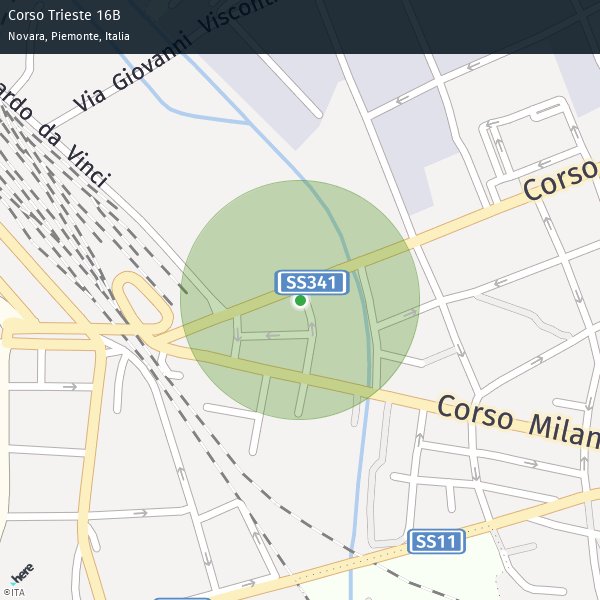 Corso Trieste 16B
Novara, Piemonte, Italia
Via Giovanni Visconti
ardo da Vinci
Corso
SS341
Corso Milan
SS11
here
©ITA